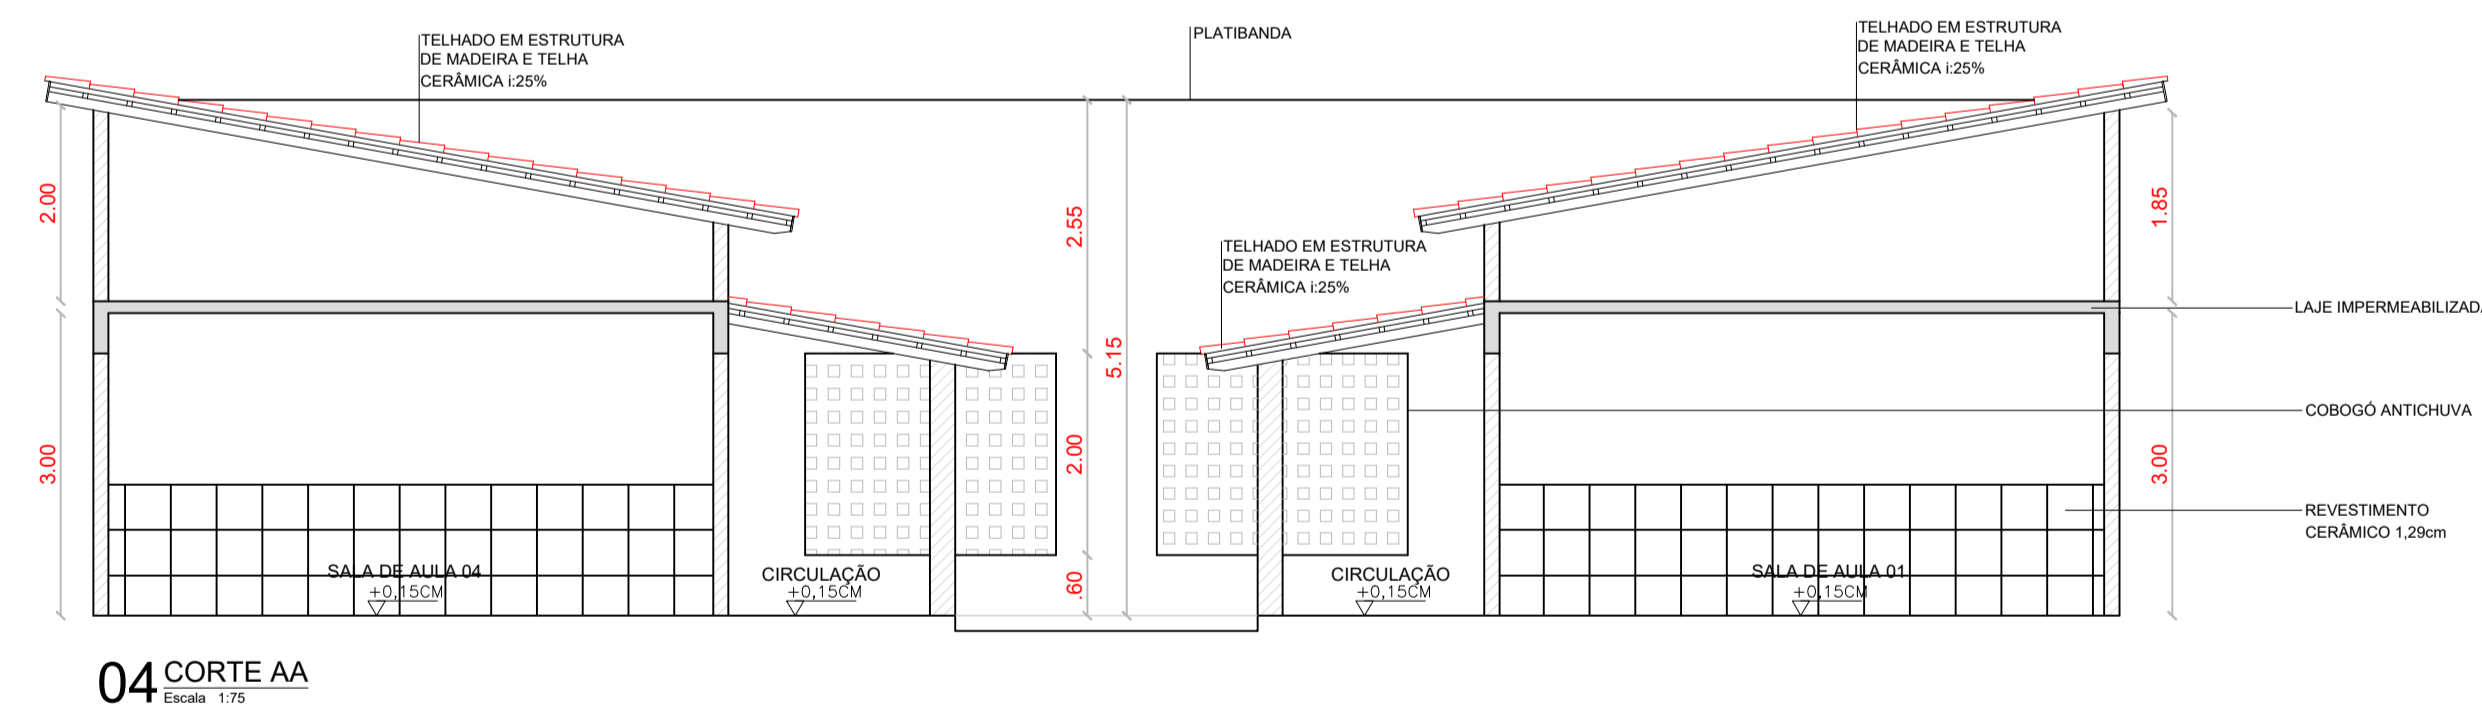 TELHADO EM ESTRUTURA
DE MADEIRA E TELHA
CERÂMICA i:25%
PLATIBANDA
TELHADO EM ESTRUTURA
DE MADEIRA E TELHA
CERÂMICA i:25%
2.00
2.55
1.85
TELHADO EM ESTRUTURA
DE MADEIRA E TELHA
CERÂMICA i:25%
LAJE IMPERMEABILIZADA
5.15
COBOGÓ ANTICHUVA
3.00
2.00
3.00
REVESTIMENTO
CERÂMICO 1,29cm
SALA DE AULA 04
+0,15CM
CIRCULAÇÃO
+0,15CM
.60
CIRCULAÇÃO
+0,15CM
SALA DE AULA 01
+0,15CM
04 CORTE AA
Escala 1:75